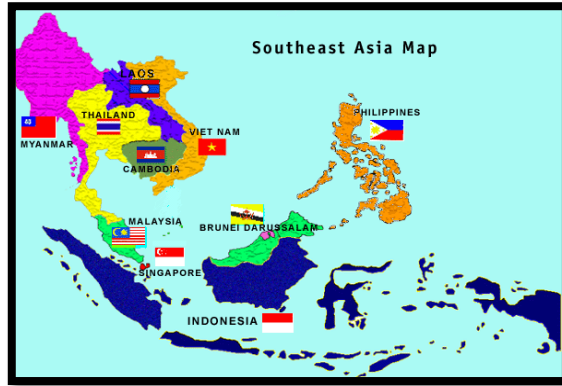 Southeast Asia Map
LAOS
THAILAND
PHILIPPINES
VIET NAM
MYANMAR
CAMBODIA
MALAYSIA
BRUNEI DARUSSALAM
SINGAPORE
INDONESIA